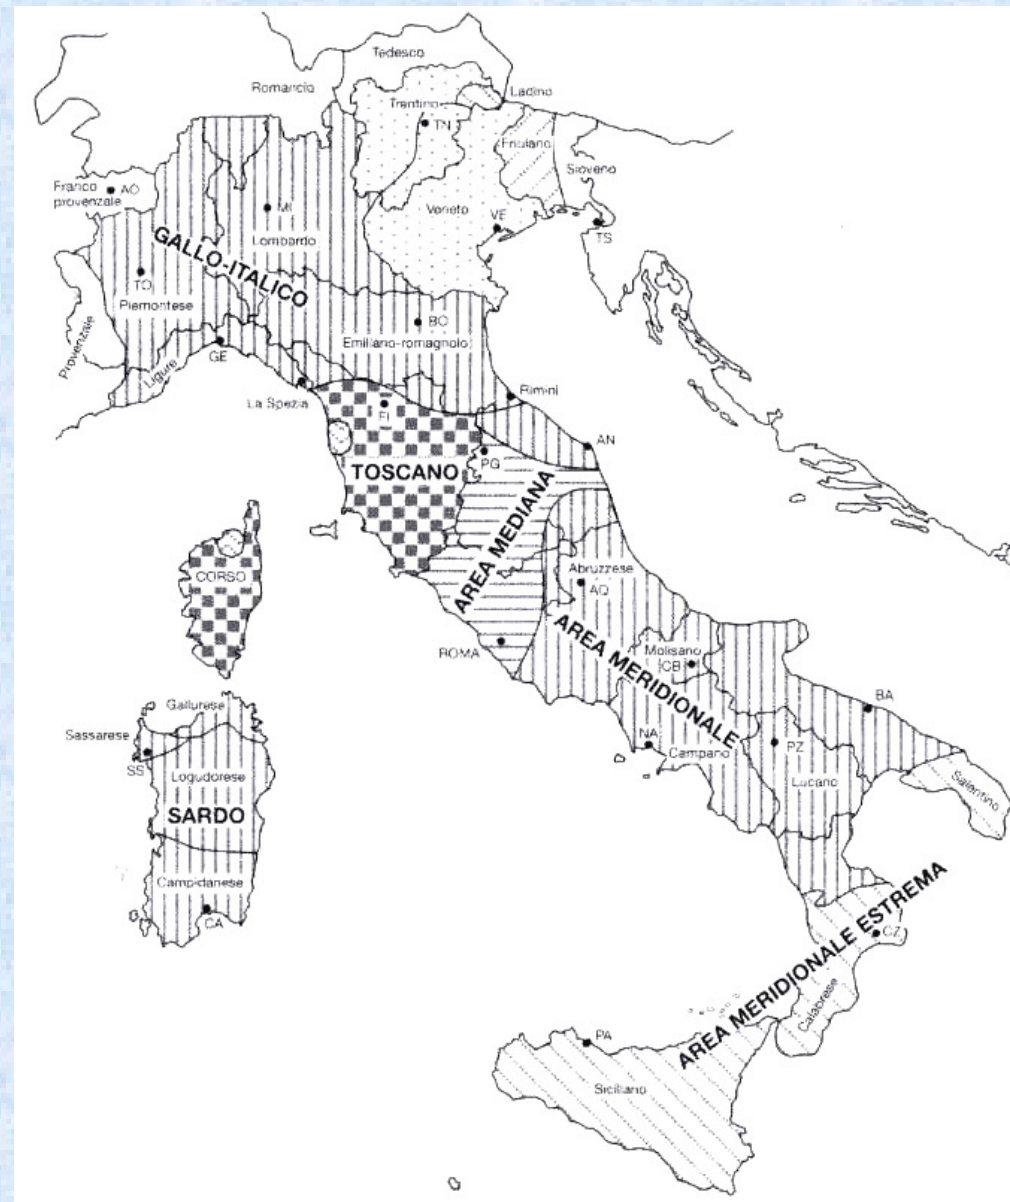 Tedesco
Romancio
Ladino
Trentino
TN
Friulano
Sloveno
Franco
provenzale
AO
MI
Veneto
VE
TS
Lombardo
GALLO-ITALICO
TO
Piemontese
BO
Emiliano-romagnolo
Provenzale
GE
Ligure
La Spezia
Rimini
FI
AN
PG
TOSCANO
AREA MEDIANA
CORSO
Abruzzese
AQ
ROMA
AREA MERIDIONALE
Molisano
CB
BA
Gallurese
Sassarese
SS
NA
Campano
PZ
Logudorese
Lucano
Salentino
SARDO
Campidanese
CA
AREA MERIDIONALE ESTREMA
CZ
Calabrese
PA
Siciliano